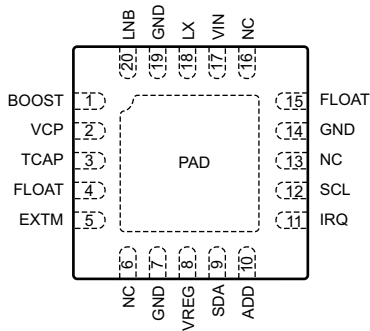 LNB
GND
LX
VIN
NC
20
19
18
17
16
BOOST 1
VCP 2
TCAP 3
FLOAT 4
EXTM 5
PAD
15 FLOAT
14 GND
13 NC
12 SCL
11 IRQ
6
7
8
9
10
NC
GND
VREG
SDA
ADD